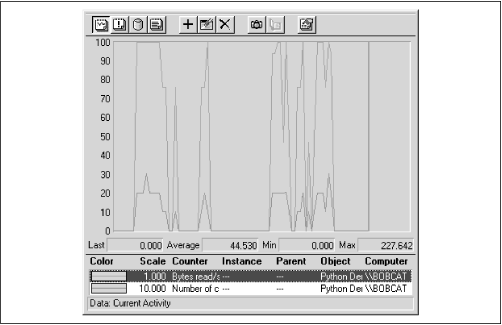 100
90
80
70
60
50
40
30
20
10
0
Last 0.000 Average 44.530 Min 0.000 Max 227.642
Color Scale Counter Instance Parent Object Computer
1.000 Bytes read/s --- --- Python Der \\BOBCAT
10.000 Number of c --- --- Python Der \\BOBCAT
Data: Current Activity